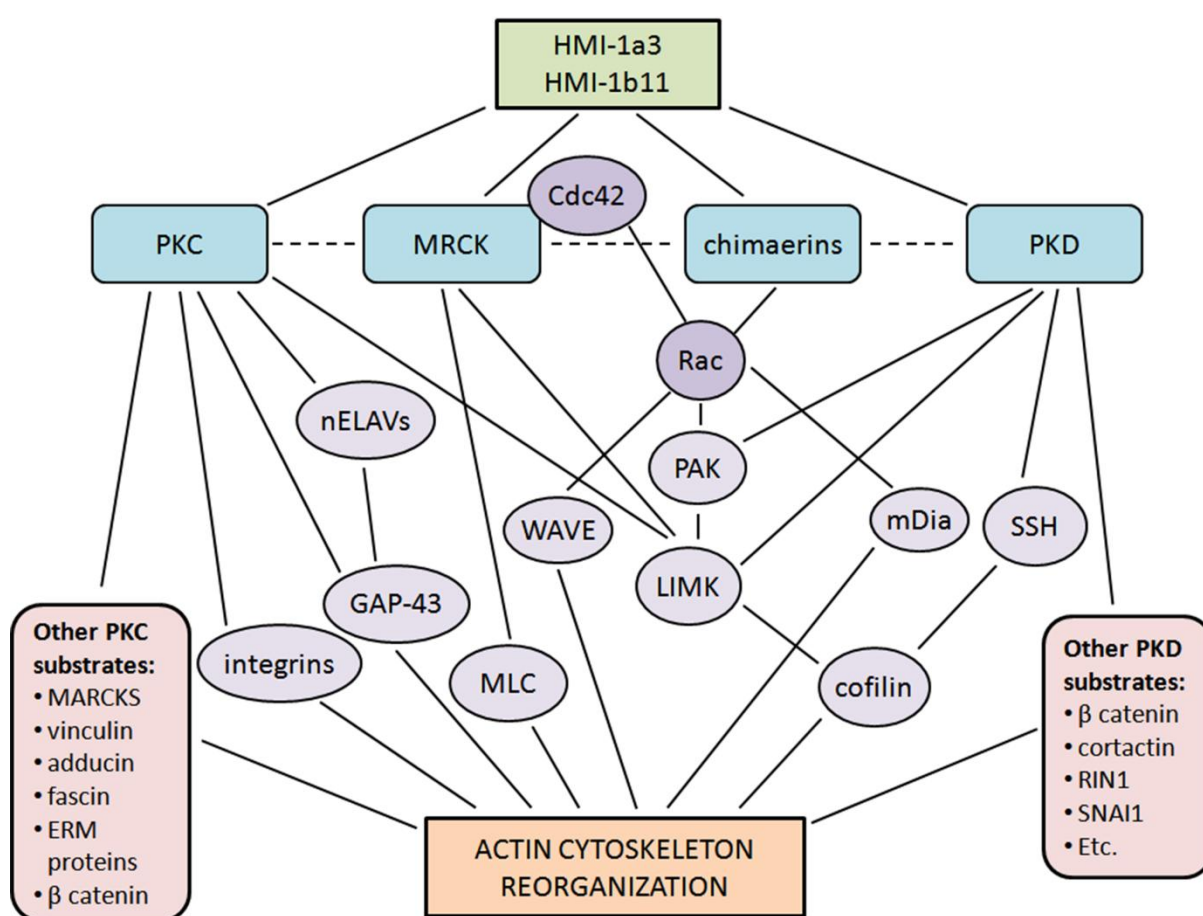 HMI-1a3
HMI-1b11
Cdc42
PKC
MRCK
chimaerins
PKD
Rac
nELAVs
PAK
WAVE
mDia
SSH
LIMK
GAP-43
integrins
MLC
cofilin
Other PKC
substrates:
• MARCKS
• vinculin
• adducin
• fascin
• ERM
proteins
• β catenin
Other PKD
substrates:
• β catenin
• cortactin
• RIN1
• SNAI1
• Etc.
ACTIN CYTOSKELETON
REORGANIZATION